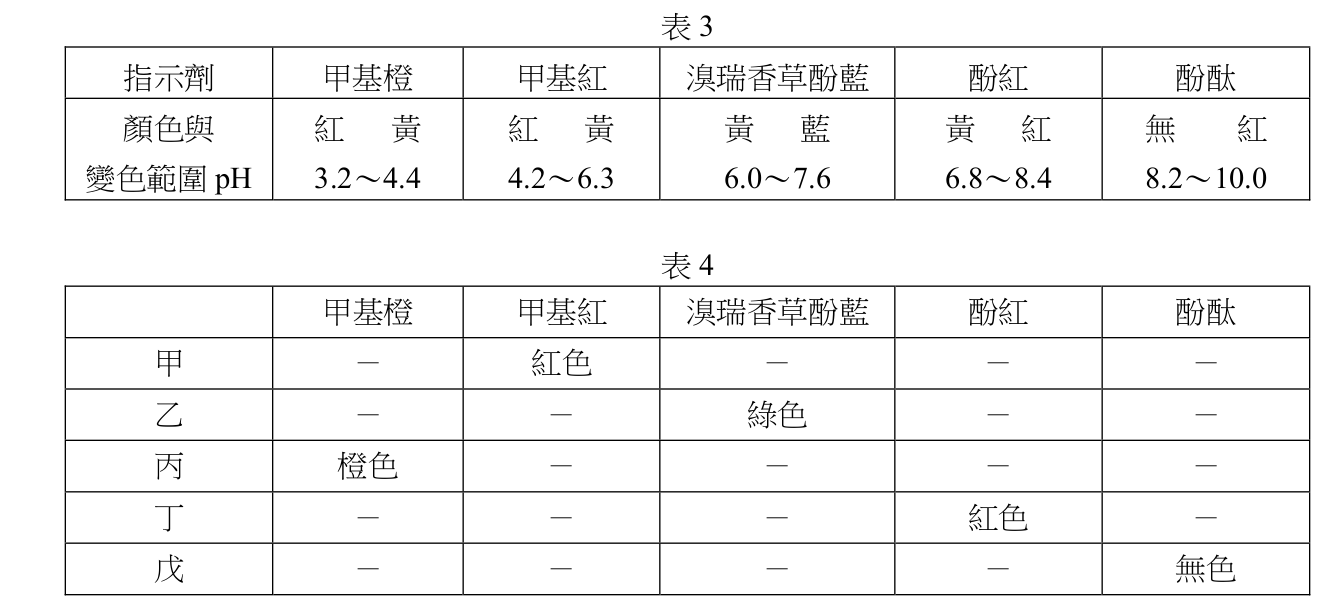 表 3
指示劑 甲基橙 甲基紅 溴瑞香草酚藍 酚紅 酚酞
顏色與 紅 黃 紅 黃 黃 藍 黃 紅 無 紅
變色範圍 pH 3.2～4.4 4.2～6.3 6.0～7.6 6.8～8.4 8.2～10.0
表 4
甲基橙 甲基紅 溴瑞香草酚藍 酚紅 酚酞
甲 － 紅色 － － －
乙 － － 綠色 － －
丙 橙色 － － － －
丁 － － － 紅色 －
戊 － － － － 無色